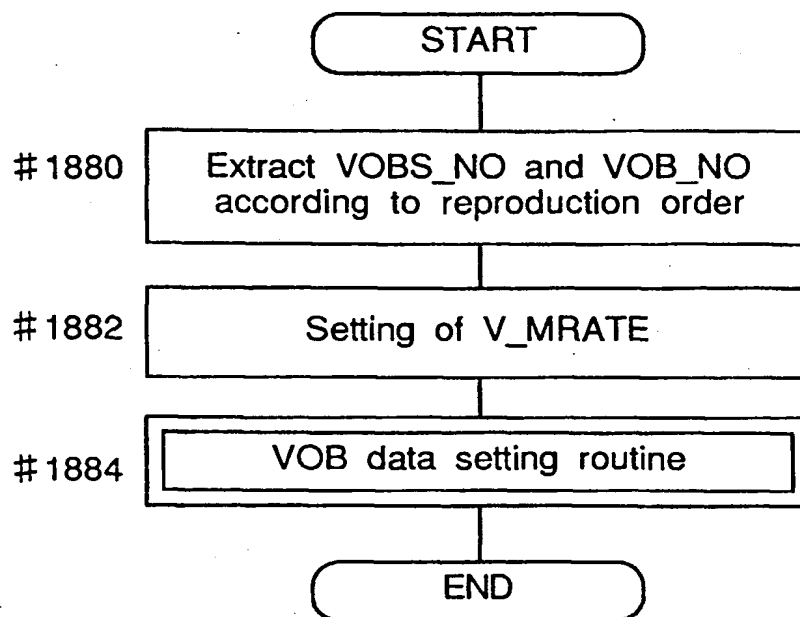 START
#1880
Extract VOBS_NO and VOB_NO
according to reproduction order
#1882
Setting of V_MRATE
#1884
VOB data setting routine
END